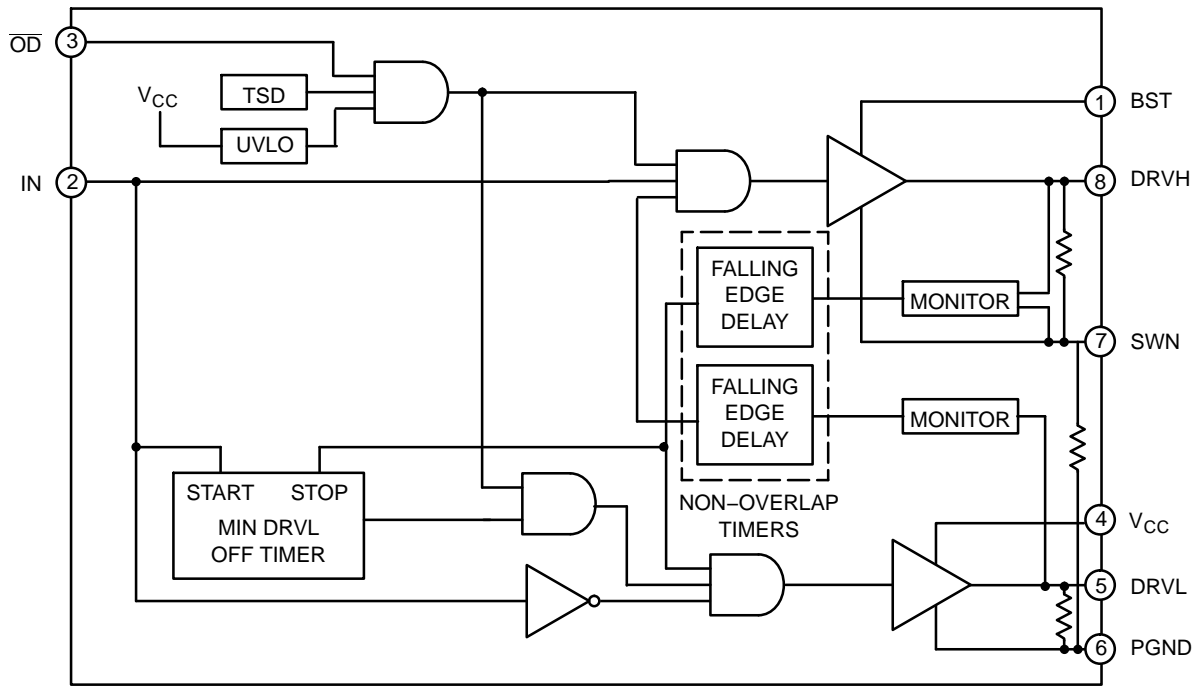 OD
3
TSD
VCC
UVLO
IN
2
1
BST
8
DRVH
FALLING
EDGE
DELAY
MONITOR
7
SWN
FALLING
EDGE
DELAY
MONITOR
START STOP
MIN DRVL
OFF TIMER
NON–OVERLAP
TIMERS
4
VCC
5
DRVL
6
PGND